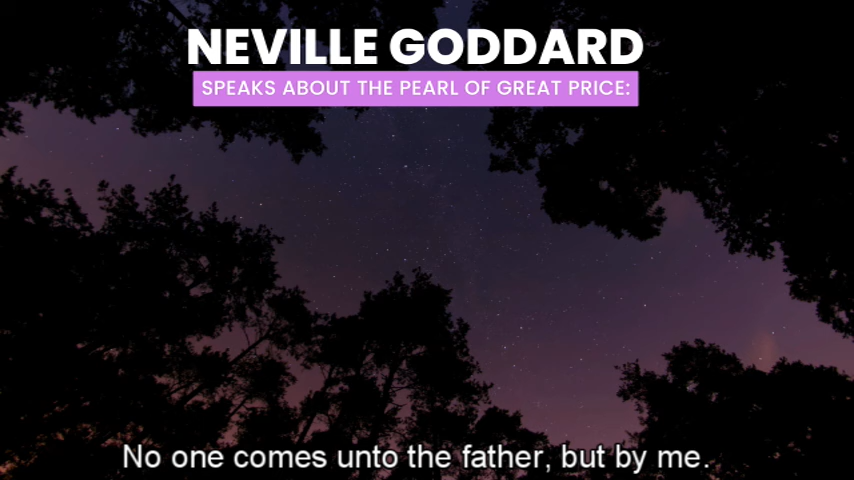 NEVILLE GODDARD
SPEAKS ABOUT THE PEARL OF GREAT PRICE:
No one comes unto the father, but by me.